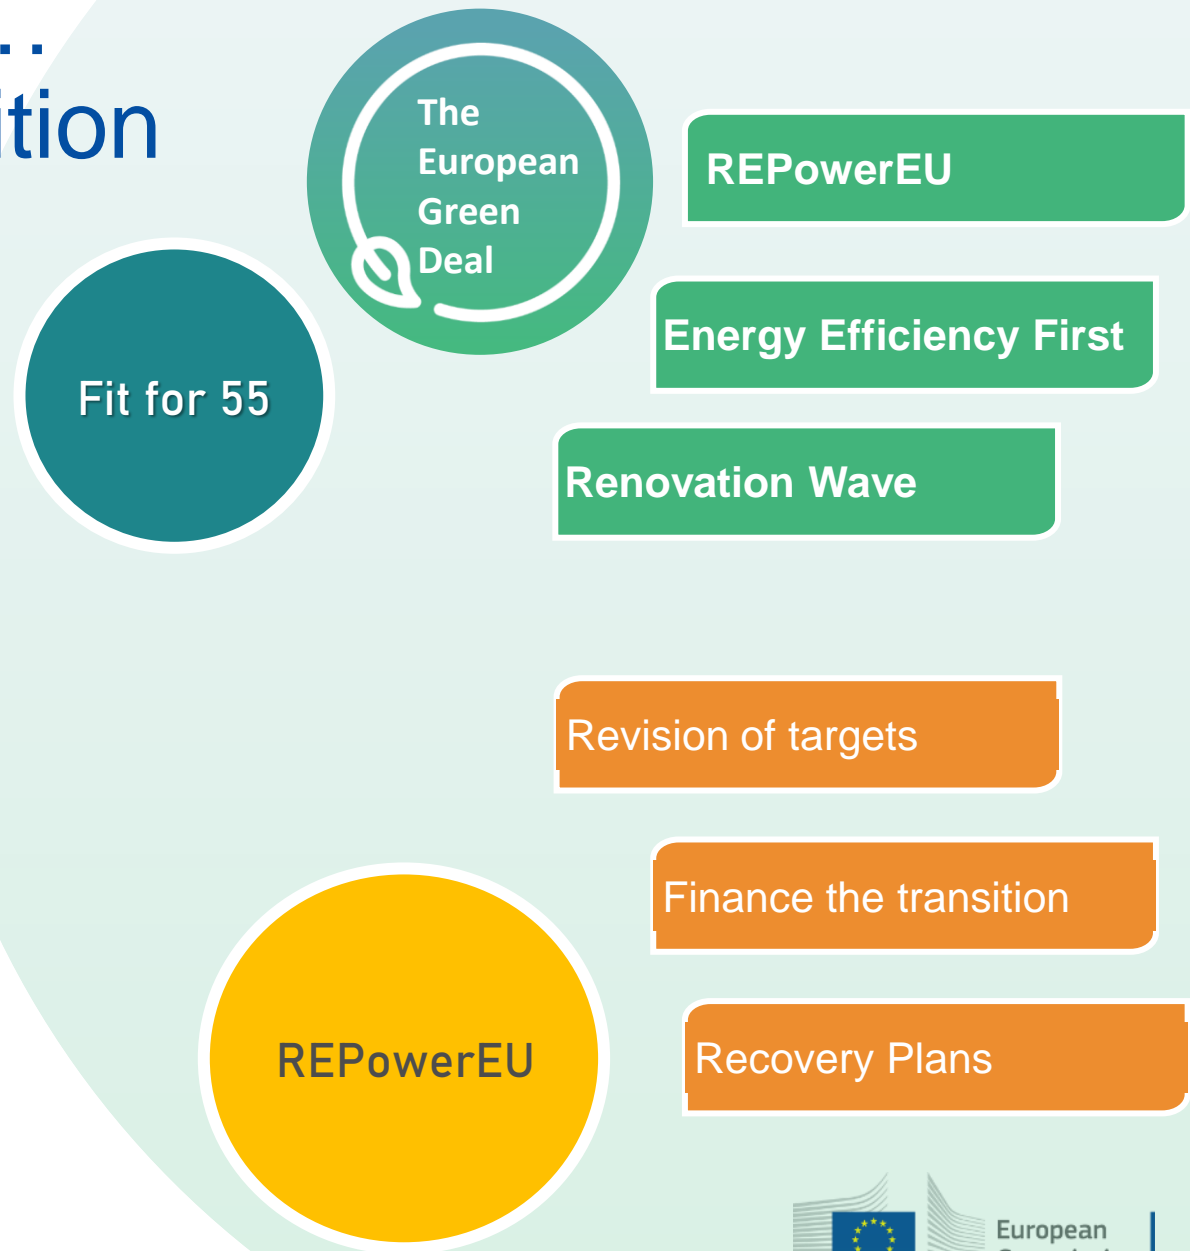 The
European
Green
Deal
REPowerEU
Energy Efficiency First
Fit for 55
Renovation Wave
Revision of targets
Finance the transition
REPowerEU
Recovery Plans
European